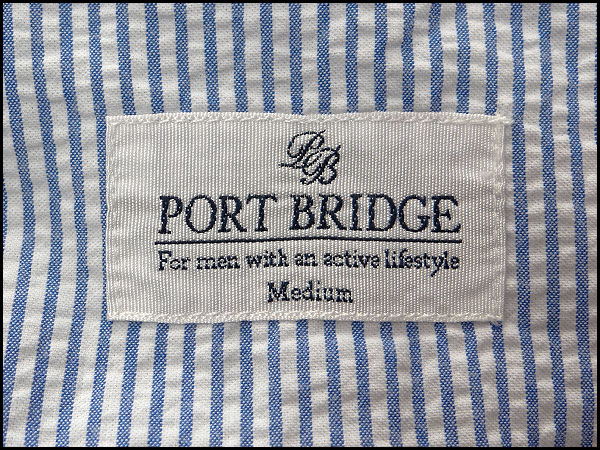 PB
PORT BRIDGE
For men with an active lifestyle
Medium